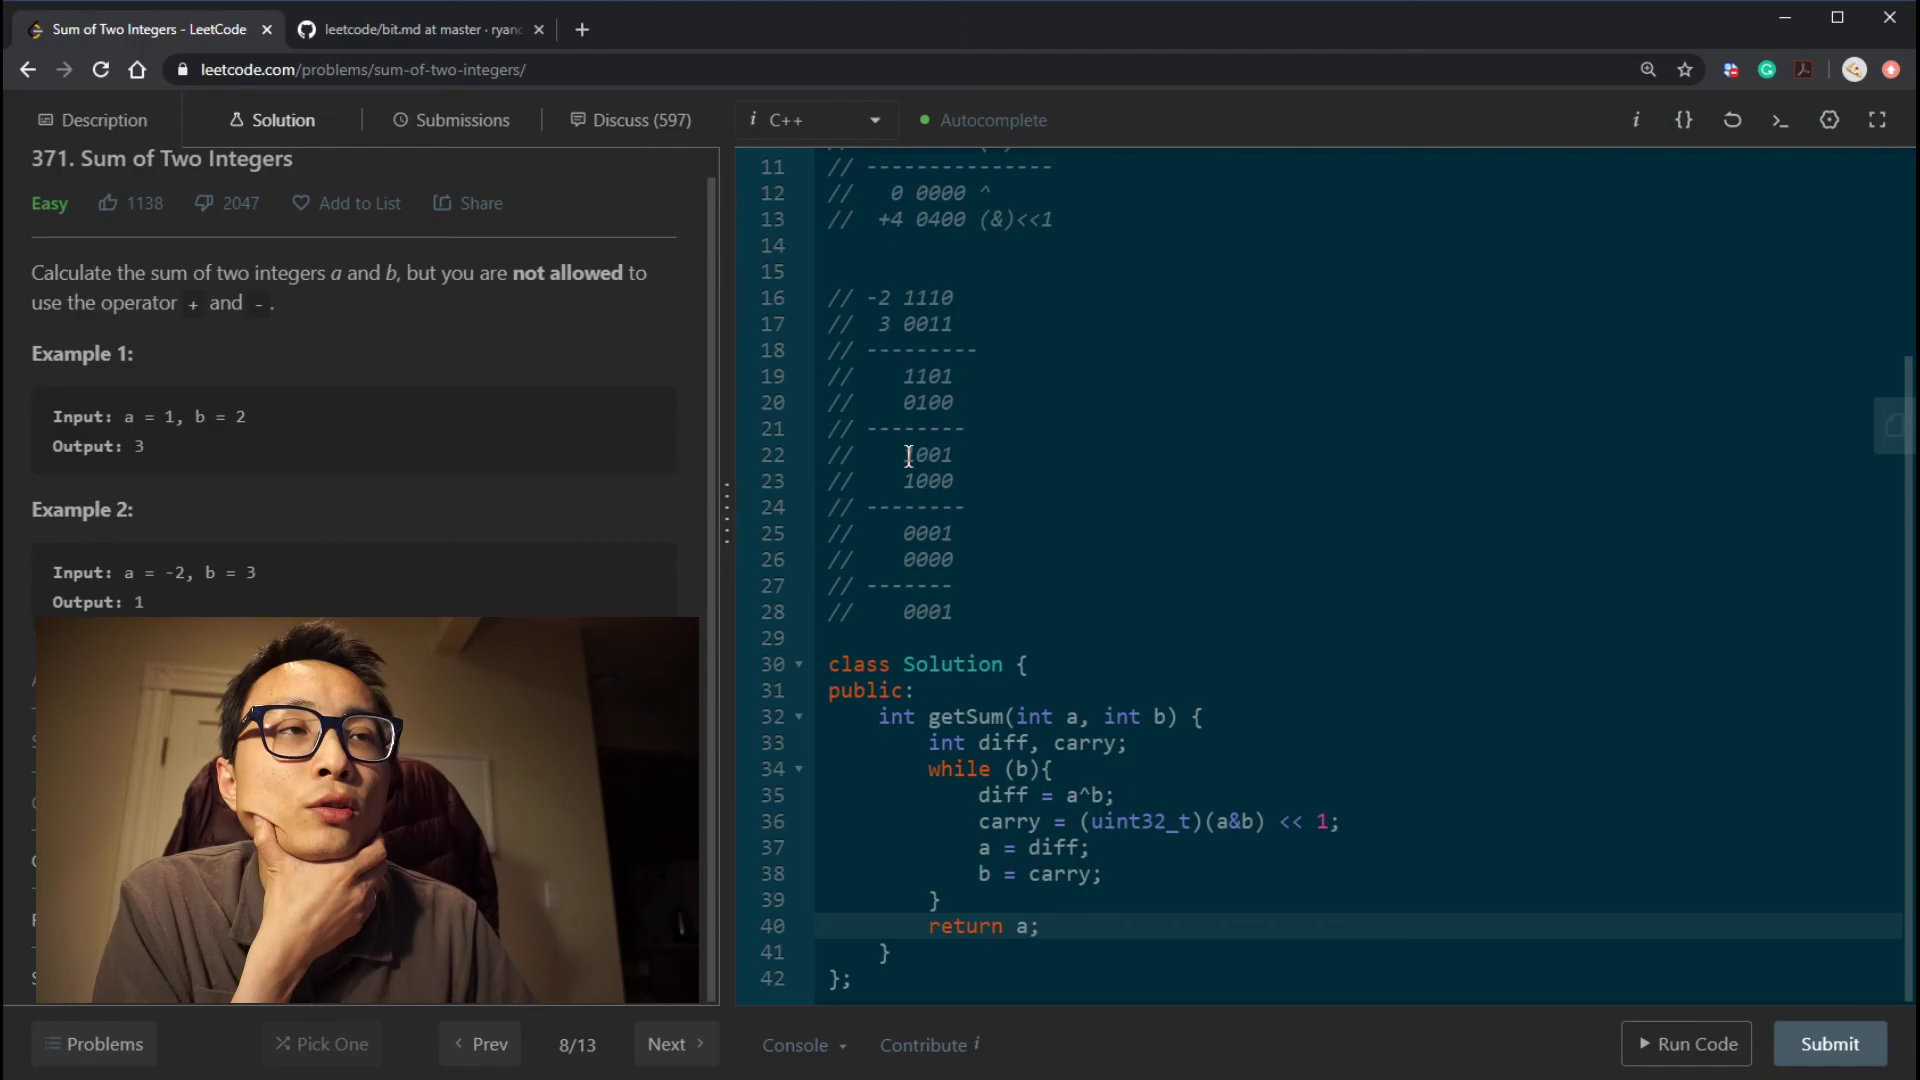 Sum of Two Integers - LeetCode
leetcode/bit.md at master · ryanc
leetcode.com/problems/sum-of-two-integers/
Description
Solution
Submissions
Discuss (597)
371. Sum of Two Integers
Easy 1138 2047 Add to List Share
Calculate the sum of two integers a and b, but you are not allowed to
use the operator + and -.
Example 1:
Input: a = 1, b = 2
Output: 3
Example 2:
Input: a = -2, b = 3
Output: 1
i C++
Autocomplete
11 // ---------------
12 // 0 0000 ^
13 // +4 0400 (&)<<1
14
15
16 // -2 1110
17 // 3 0011
18 // ---------
19 // 1101
20 // 0100
21 // --------
22 // 1001
23 // 1000
24 // --------
25 // 0001
26 // 0000
27 // -------
28 // 0001
29
30 class Solution {
31 public:
32 int getSum(int a, int b) {
33 int diff, carry;
34 while (b){
35 diff = a^b;
36 carry = (uint32_t)(a&b) << 1;
37 a = diff;
38 b = carry;
39 }
40 return a;
41 }
42 };
Problems
Pick One
Prev
8/13
Next
Console
Contribute i
Run Code
Submit